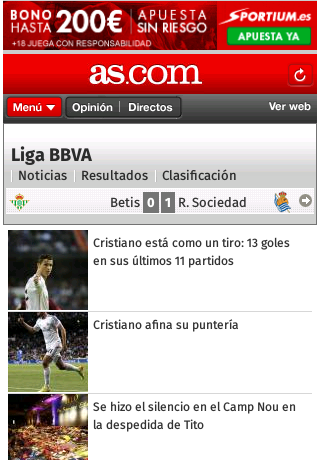 BONO HASTA 200€ APUESTA SIN RIESGO SPORTIUM.es
+18 JUEGA CON RESPONSABILIDAD APUESTA YA
as.com
Menú Opinión Directos Ver web
Liga BBVA
Noticias Resultados Clasificación
Betis 0 1 R. Sociedad
Cristiano está como un tiro: 13 goles
en sus últimos 11 partidos
Cristiano afina su puntería
Se hizo el silencio en el Camp Nou en
la despedida de Tito